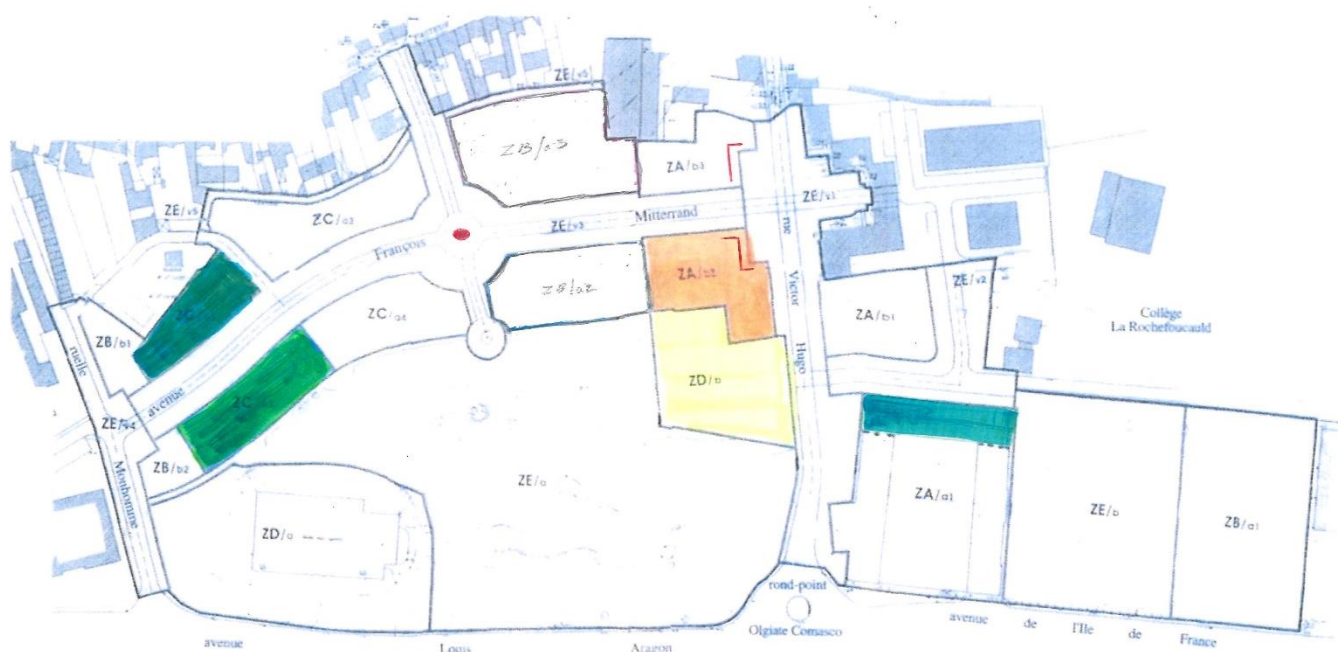 ZE/v5
ZB/a3
ZA/b3
ZE/v5
ZC/a3
ZE/v1
ZE/v3
Mitterrand
François
rue
Victor
Hugo
ZA/b2
ZE/v2
ZB/a2
ZC/a4
ZA/b1
Collège
La Rochefoucauld
ZB/b3
ruelle
Monhomme
avenue
ZD/b
ZE/v4
ZB/b2
ZE/a
ZA/a1
ZE/b
ZB/a1
ZD/a
rond-point
Olgiate Comasco
avenue de l'Ile de France
avenue Louis Aragon